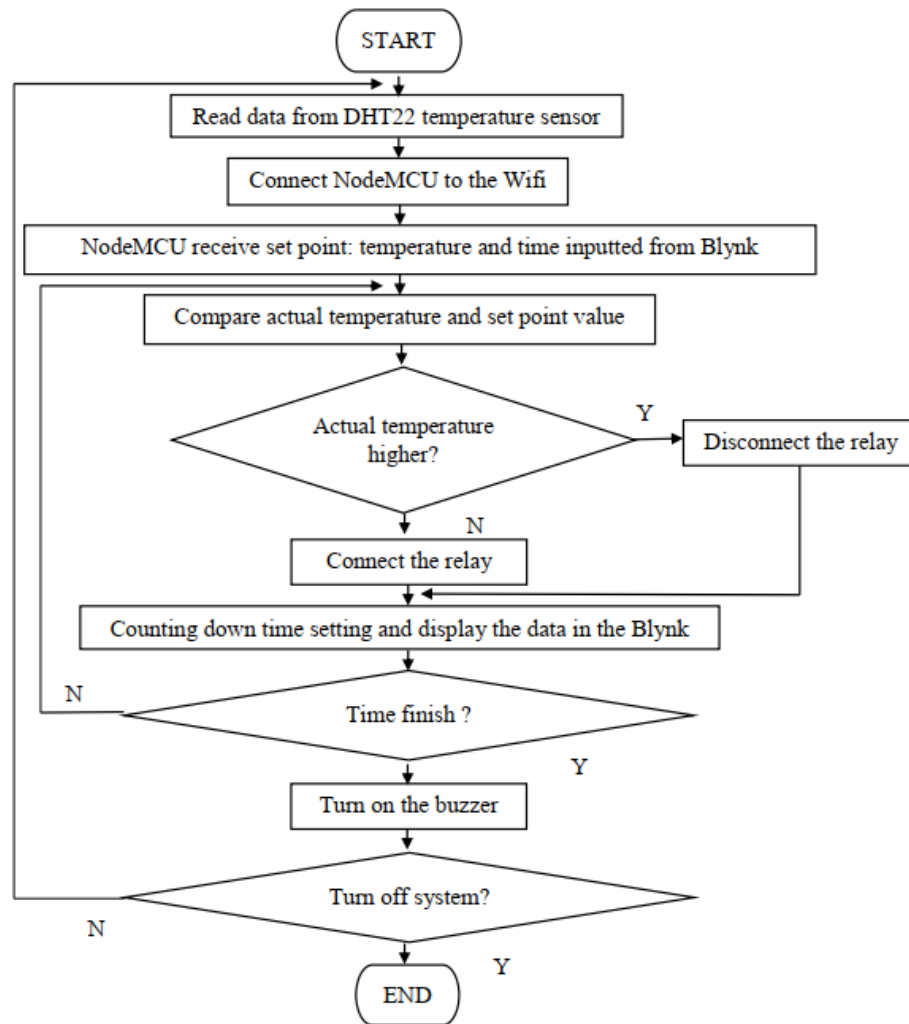 START
Read data from DHT22 temperature sensor
Connect NodeMCU to the Wifi
NodeMCU receive set point: temperature and time inputted from Blynk
Compare actual temperature and set point value
Actual temperature
higher?
Y
Disconnect the relay
N
Connect the relay
Counting down time setting and display the data in the Blynk
N
Time finish ?
Y
Turn on the buzzer
Turn off system?
N
Y
END